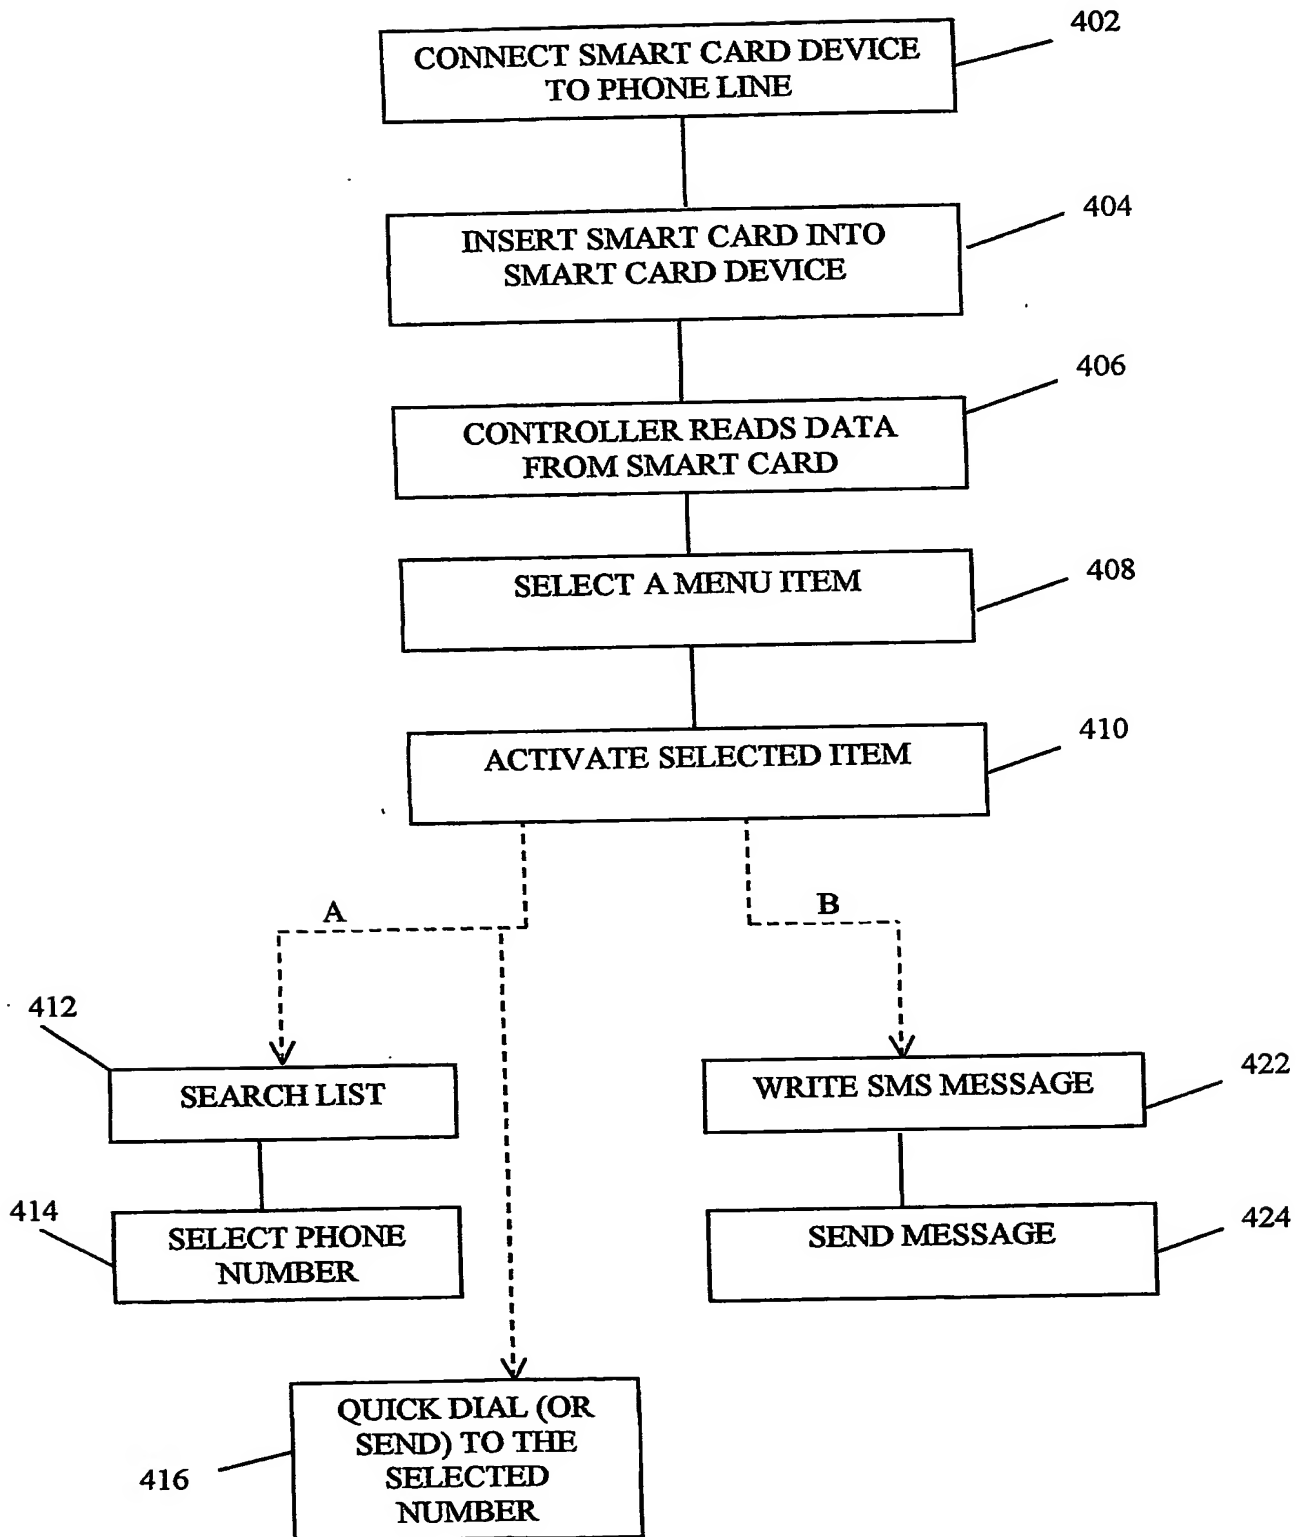 402
CONNECT SMART CARD DEVICE
TO PHONE LINE
404
INSERT SMART CARD INTO
SMART CARD DEVICE
406
CONTROLLER READS DATA
FROM SMART CARD
408
SELECT A MENU ITEM
410
ACTIVATE SELECTED ITEM
A
B
412
SEARCH LIST
414
SELECT PHONE
NUMBER
416
QUICK DIAL (OR
SEND) TO THE
SELECTED
NUMBER
422
WRITE SMS MESSAGE
424
SEND MESSAGE